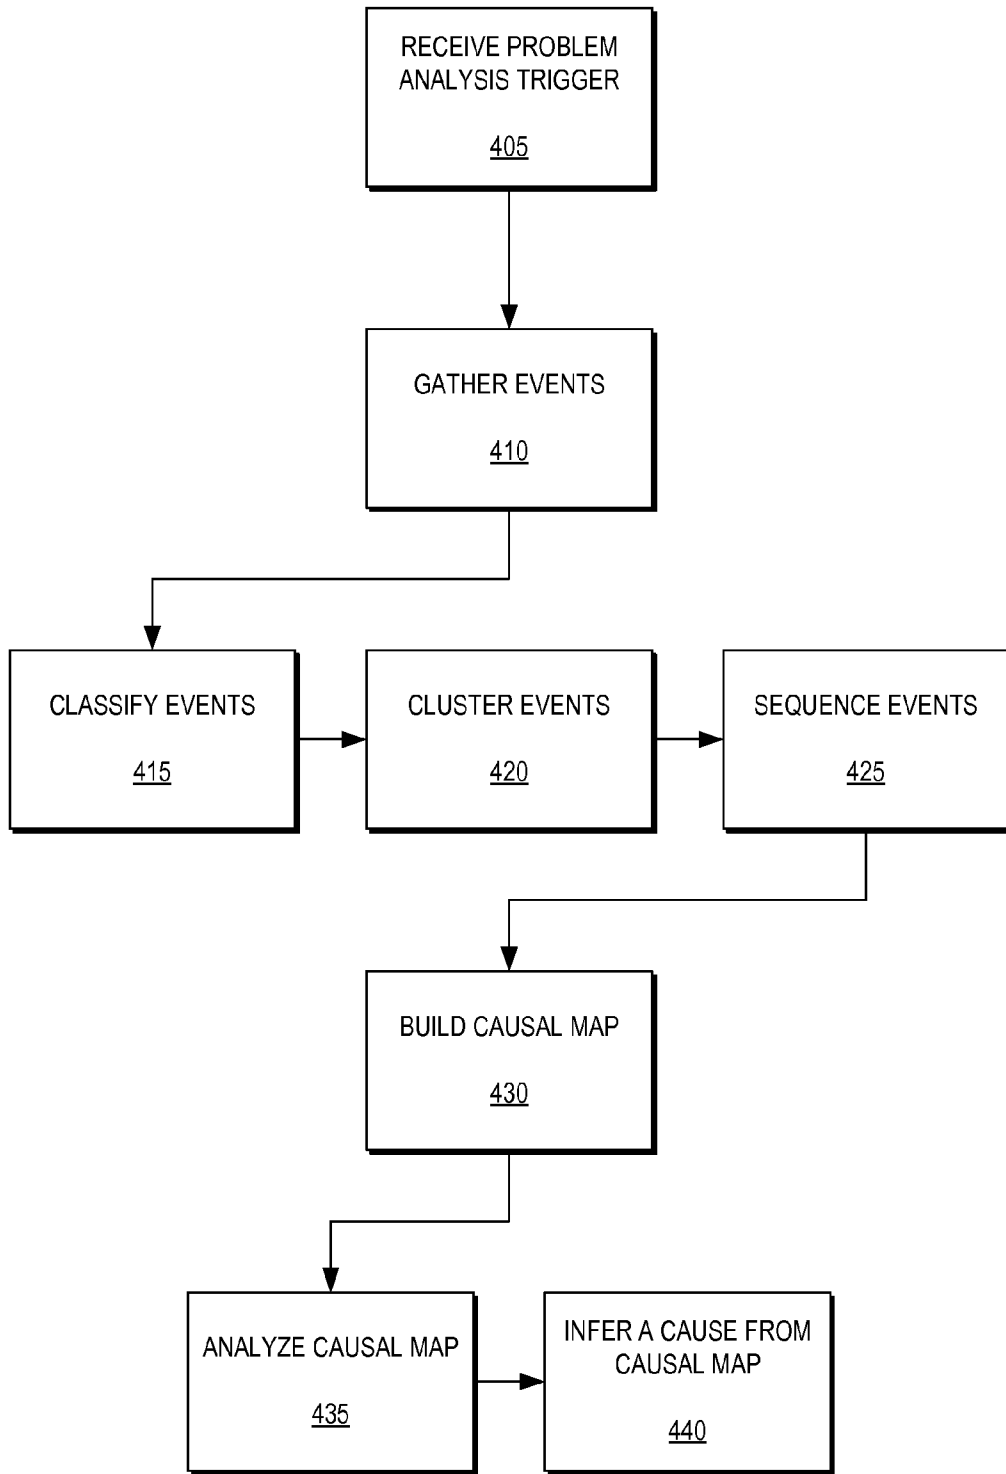 RECEIVE PROBLEM
ANALYSIS TRIGGER
405
GATHER EVENTS
410
CLASSIFY EVENTS
415
CLUSTER EVENTS
420
SEQUENCE EVENTS
425
BUILD CAUSAL MAP
430
ANALYZE CAUSAL MAP
435
INFER A CAUSE FROM
CAUSAL MAP
440